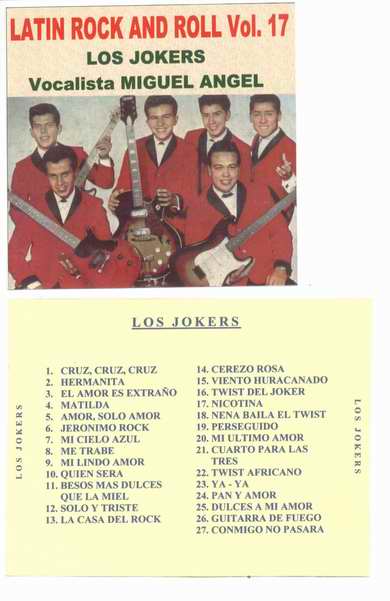 LATIN ROCK AND ROLL Vol. 17
LOS JOKERS
Vocalista MIGUEL ANGEL
LOS JOKERS
1. CRUZ, CRUZ, CRUZ
2. HERMANITA
3. EL AMOR ES EXTRAÑO
4. MATILDA
5. AMOR, SOLO AMOR
6. JERONIMO ROCK
7. MI CIELO AZUL
8. ME TRABE
9. MI LINDO AMOR
10. QUIEN SERA
11. BESOS MAS DULCES
QUE LA MIEL
12. SOLO Y TRISTE
13. LA CASA DEL ROCK
14. CEREZO ROSA
15. VIENTO HURACANADO
16. TWIST DEL JOKER
17. NICOTINA
18. NENA BAILA EL TWIST
19. PERSEGUIDO
20. MI ULTIMO AMOR
21. CUARTO PARA LAS
TRES
22. TWIST AFRICANO
23. YA - YA
24. PAN Y AMOR
25. DULCES A MI AMOR
26. GUITARRA DE FUEGO
27. CONMIGO NO PASARA
LOS JOKERS
LOS JOKERS